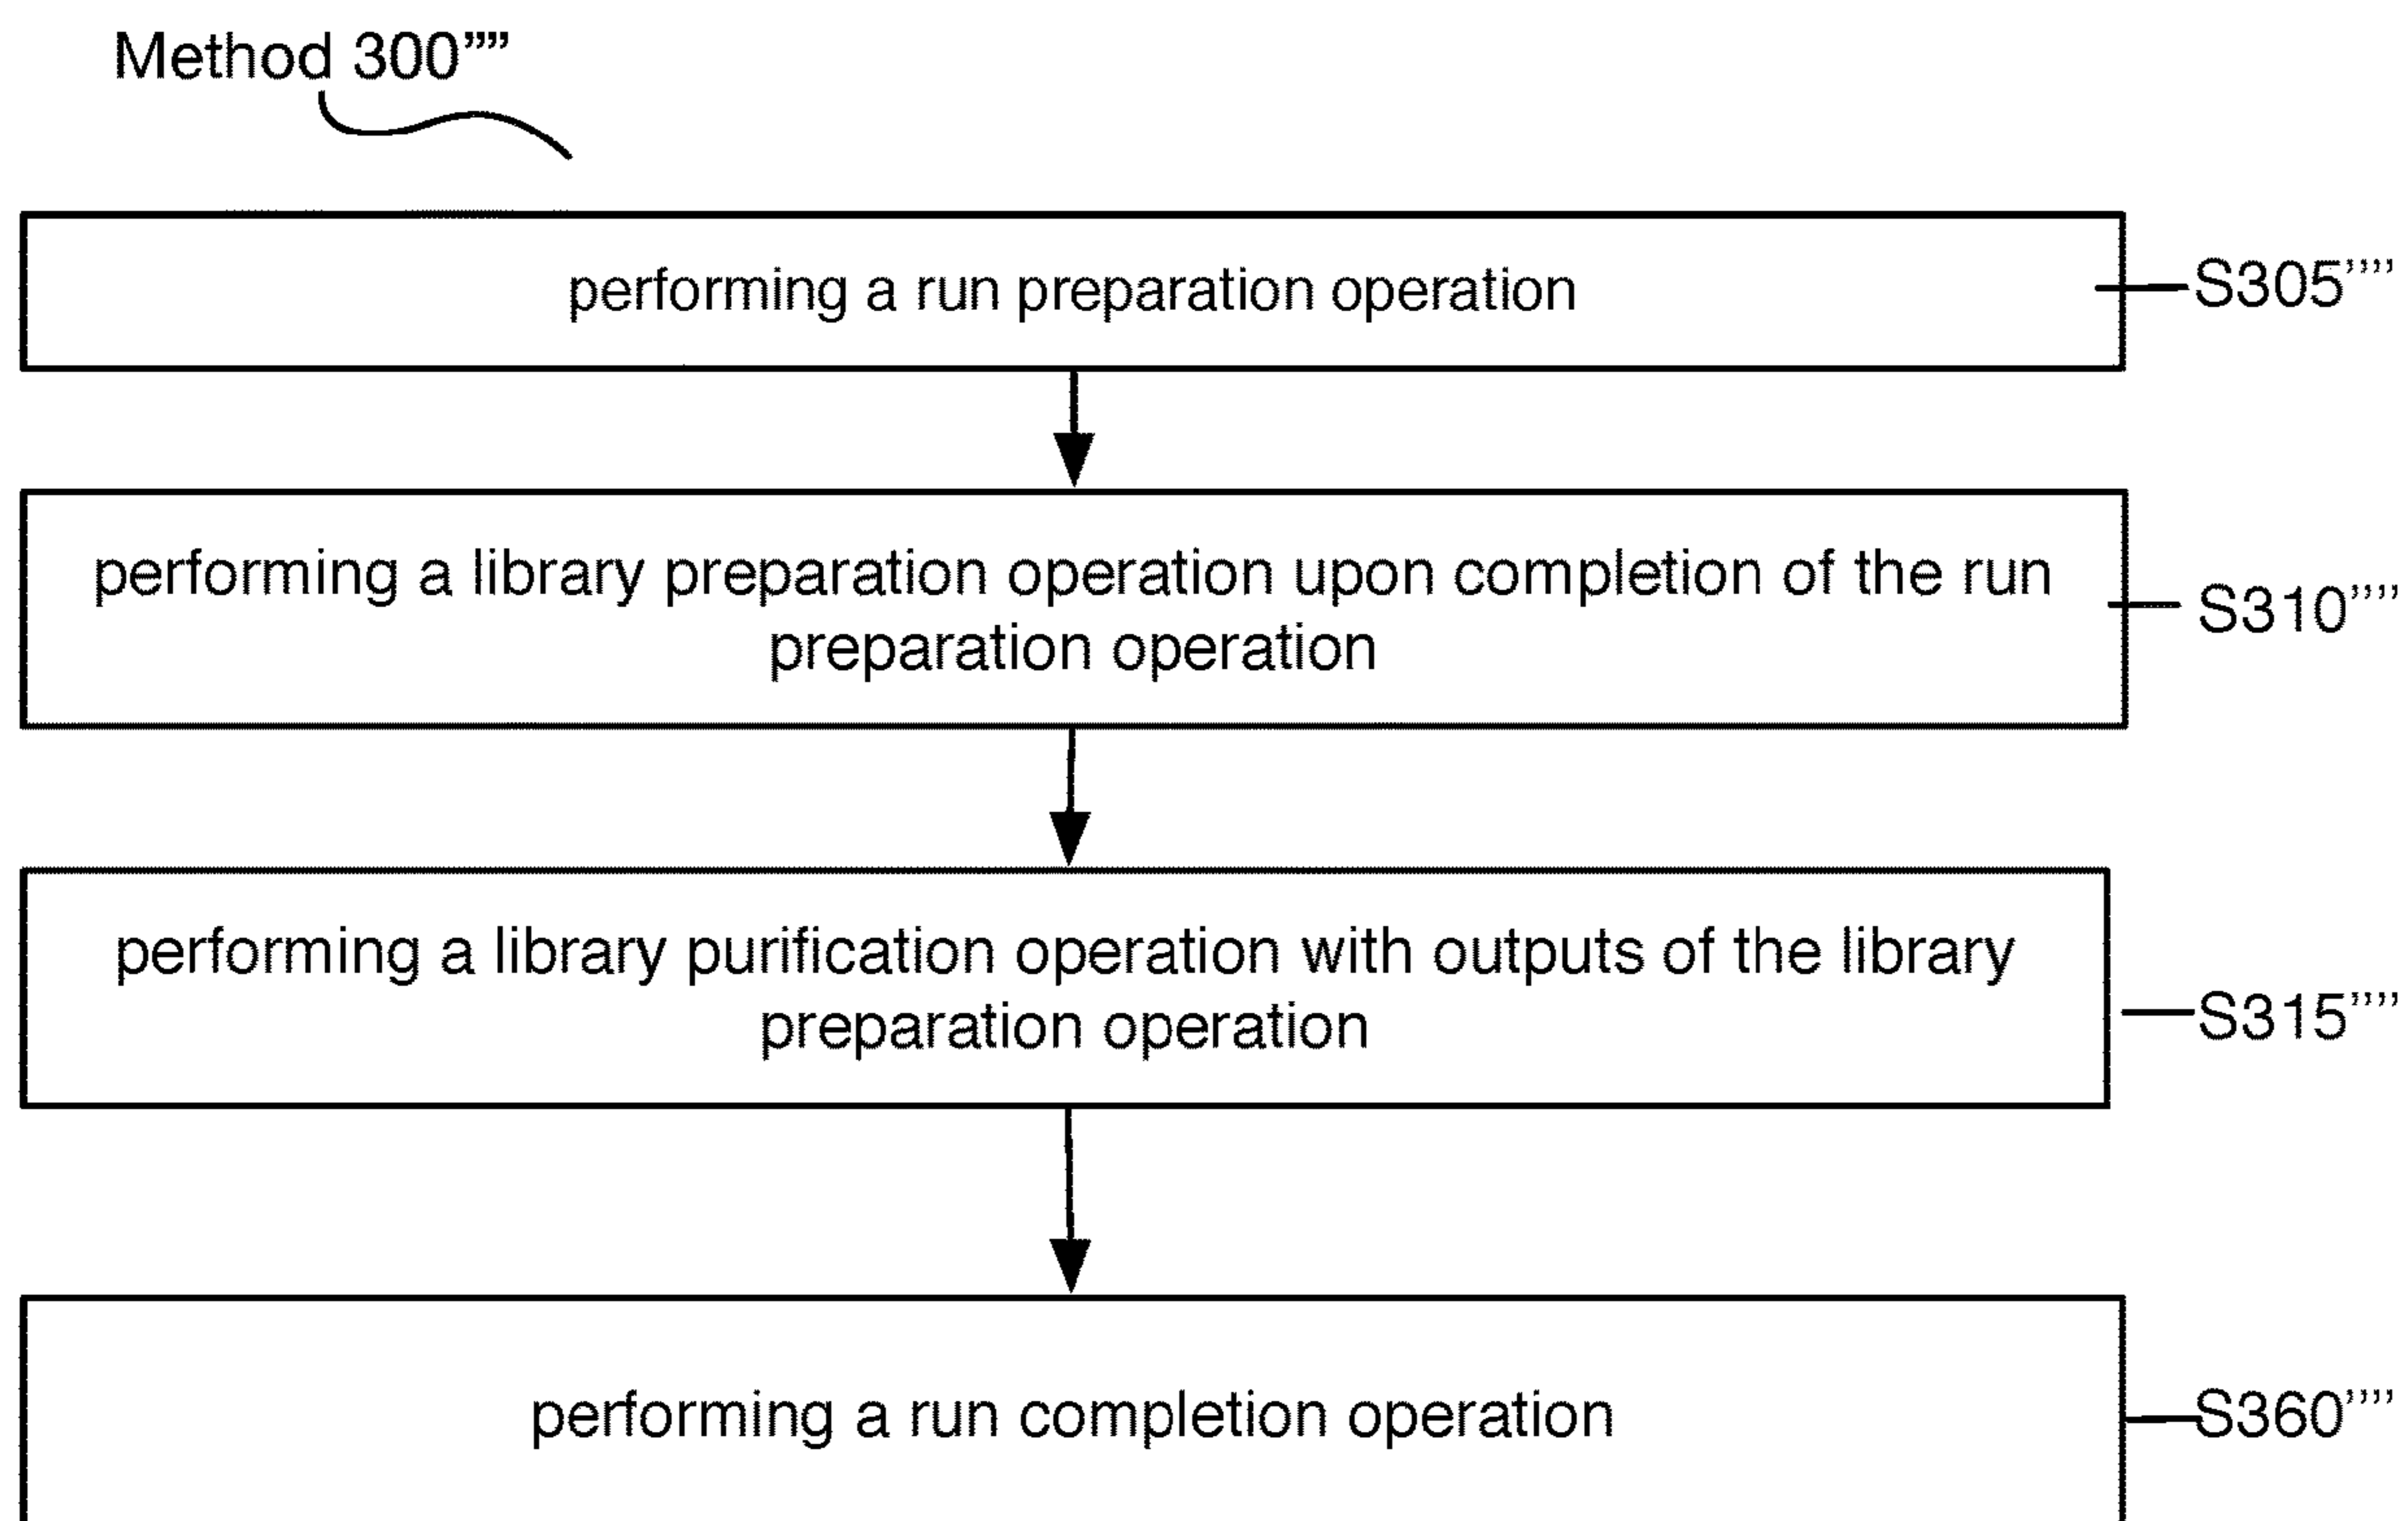 Method 300””
performing a run preparation operation
S305””
performing a library preparation operation upon completion of the run
preparation operation
S310””
performing a library purification operation with outputs of the library
preparation operation
S315””
performing a run completion operation
S360””